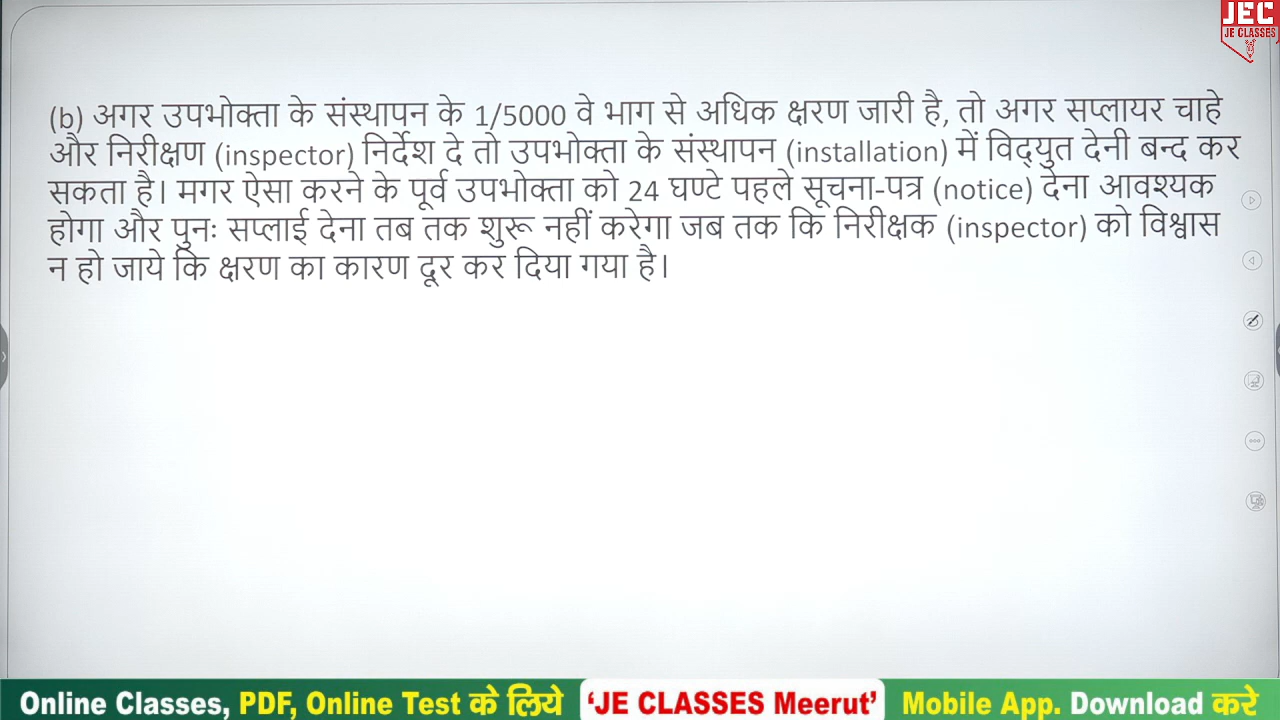 JEC
JE CLASSES
(b) अगर उपभोक्ता के संस्थापन के 1/5000 वे भाग से अधिक क्षरण जारी है, तो अगर सप्लायर चाहे
और निरीक्षण (inspector) निर्देश दे तो उपभोक्ता के संस्थापन (installation) में विद्युत देनी बन्द कर
सकता है। मगर ऐसा करने के पूर्व उपभोक्ता को 24 घण्टे पहले सूचना-पत्र (notice) देना आवश्यक
होगा और पुनः सप्लाई देना तब तक शुरू नहीं करेगा जब तक कि निरीक्षक (inspector) को विश्वास
न हो जाये कि क्षरण का कारण दूर कर दिया गया है।
Online Classes, PDF, Online Test के लिये 'JE CLASSES Meerut' Mobile App. Download करे